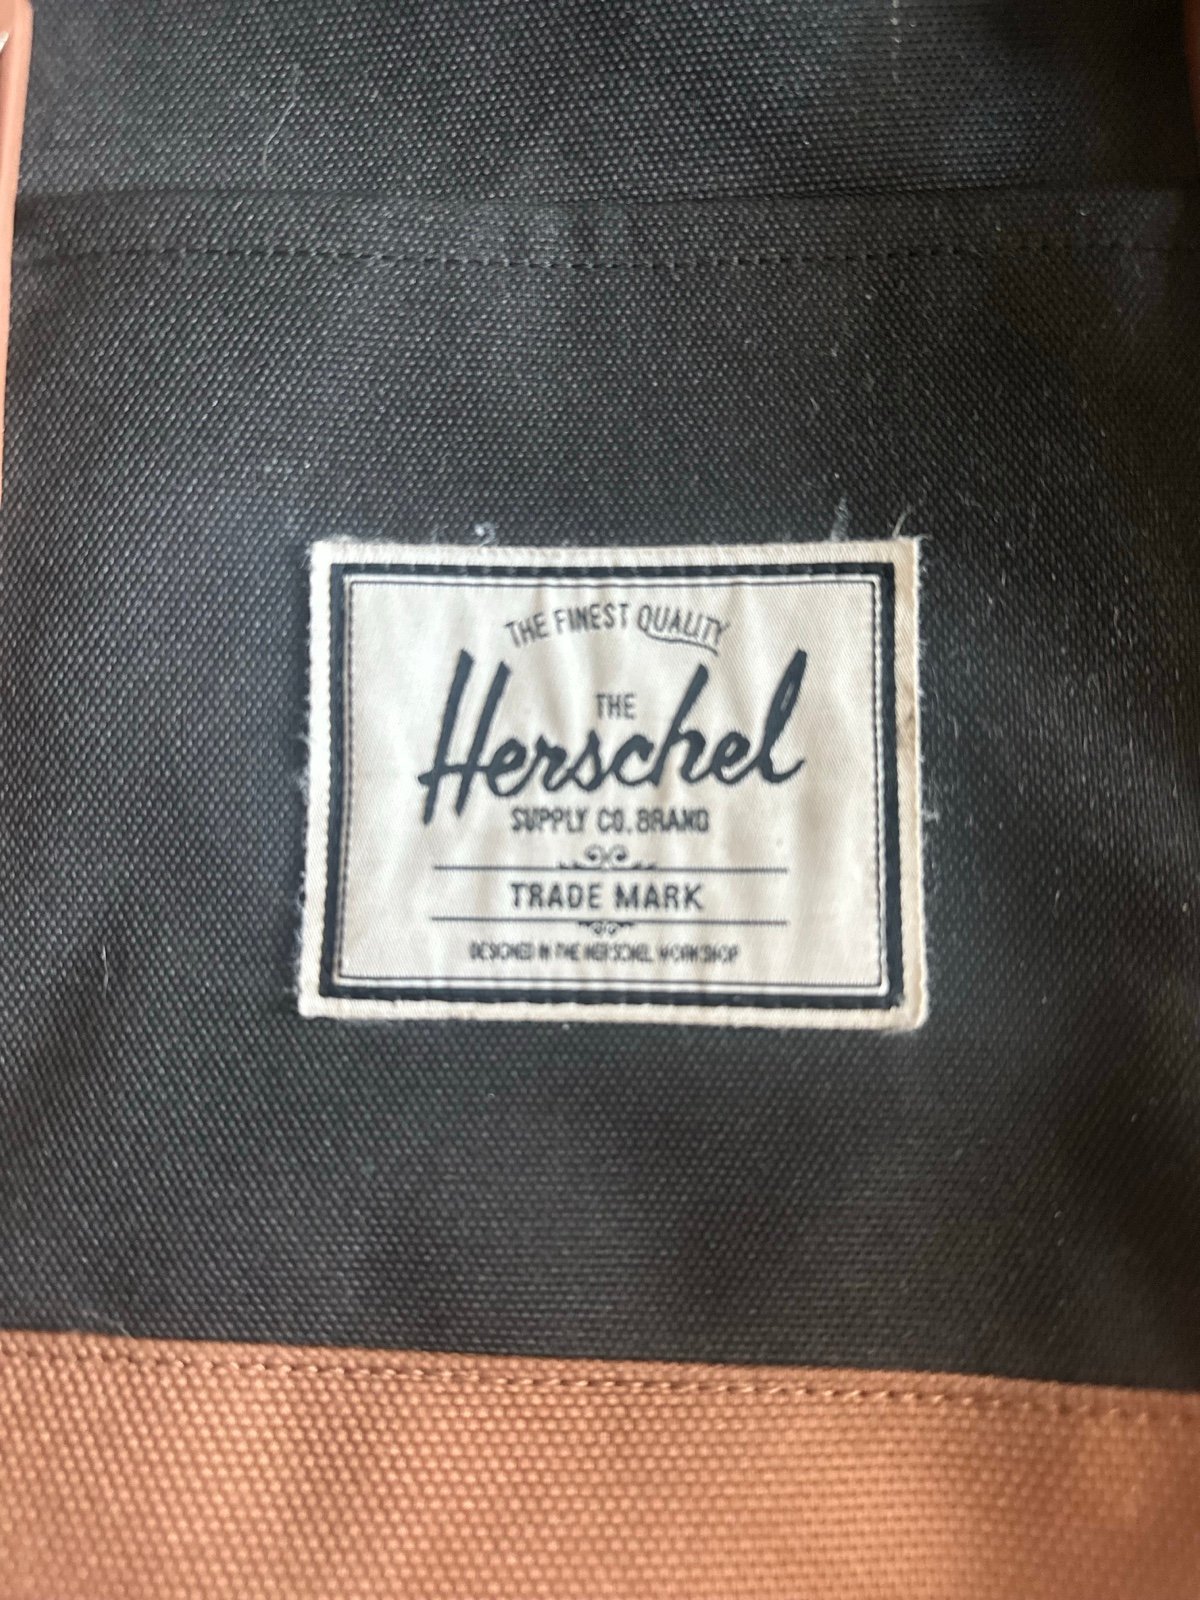 THE FINEST QUALITY
THE
Herschel
SUPPLY CO. BRAND
TRADE MARK
DESIGNED IN THE HERSCHEL WORKSHOP